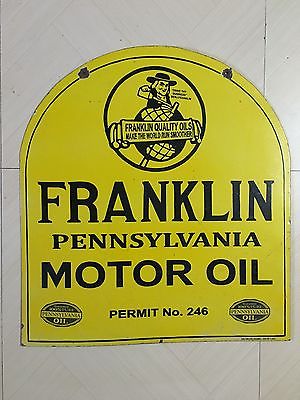 FRANKLIN QUALITY OILS
MAKE THE WORLD RUN SMOOTHER
FRANKLIN
PENNSYLVANIA
MOTOR OIL
PERMIT No. 246
PENNSYLVANIA
OIL
PENNSYLVANIA
OIL